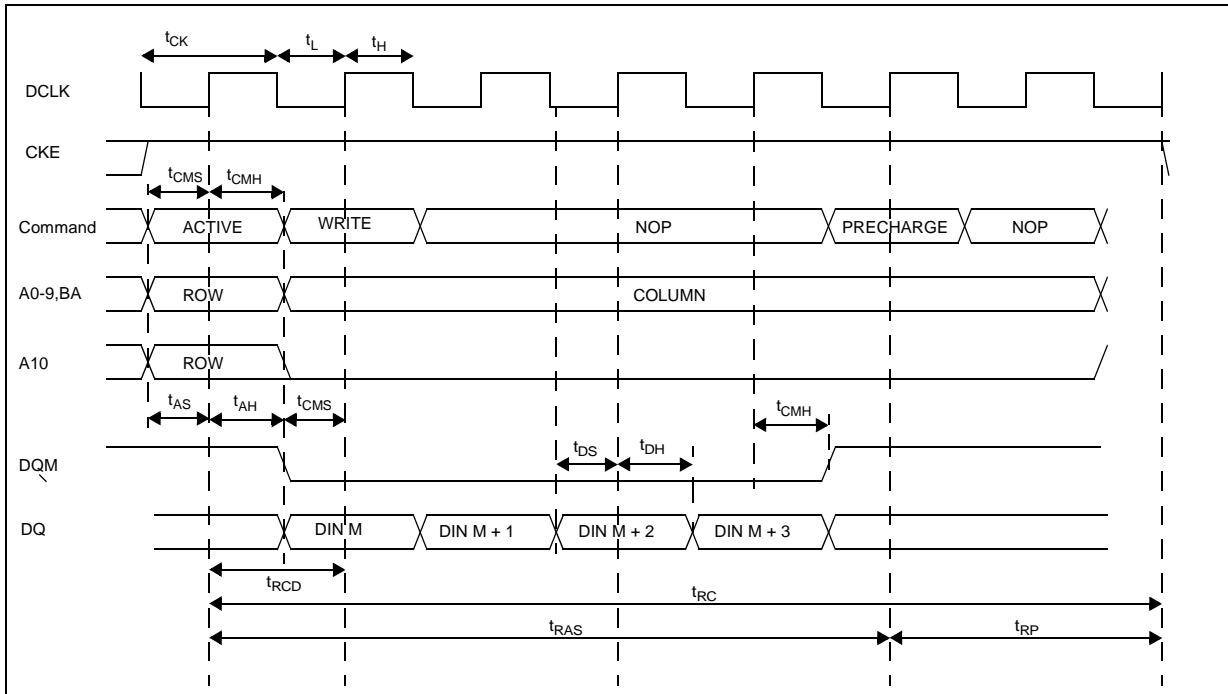 tCK tL tH
DCLK
CKE
tCMS tCMH
Command ACTIVE WRITE NOP PRECHARGE NOP
A0-9,BA ROW COLUMN
A10 ROW
tAS tAH tCMS tCMH
DQM tDS tDH
DQ DIN M DIN M + 1 DIN M + 2 DIN M + 3
tRCD tRC
tRAS tRP